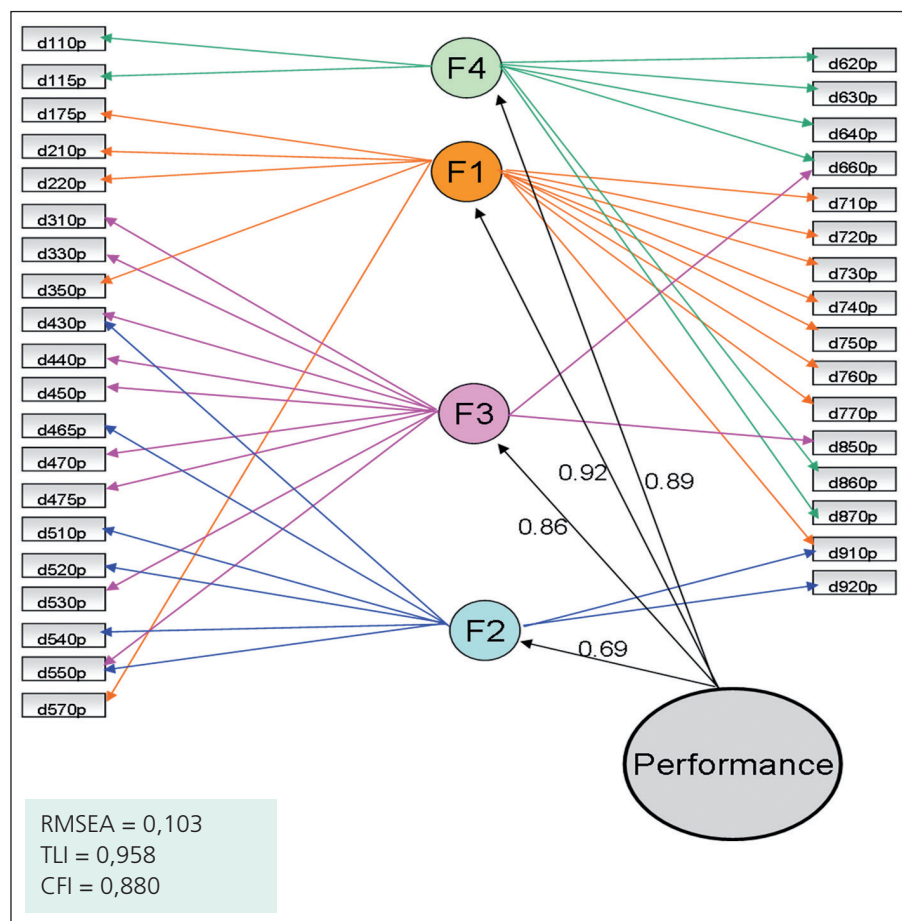 d110p
d115p
d175p
d210p
d220p
d310p
d330p
d350p
d430p
d440p
d450p
d465p
d470p
d475p
d510p
d520p
d530p
d540p
d550p
d570p
F4
F1
F3
F2
0.92
0.89
0.86
0.69
Performance
d620p
d630p
d640p
d660p
d710p
d720p
d730p
d740p
d750p
d760p
d770p
d850p
d860p
d870p
d910p
d920p
RMSEA = 0,103
TLI = 0,958
CFI = 0,880